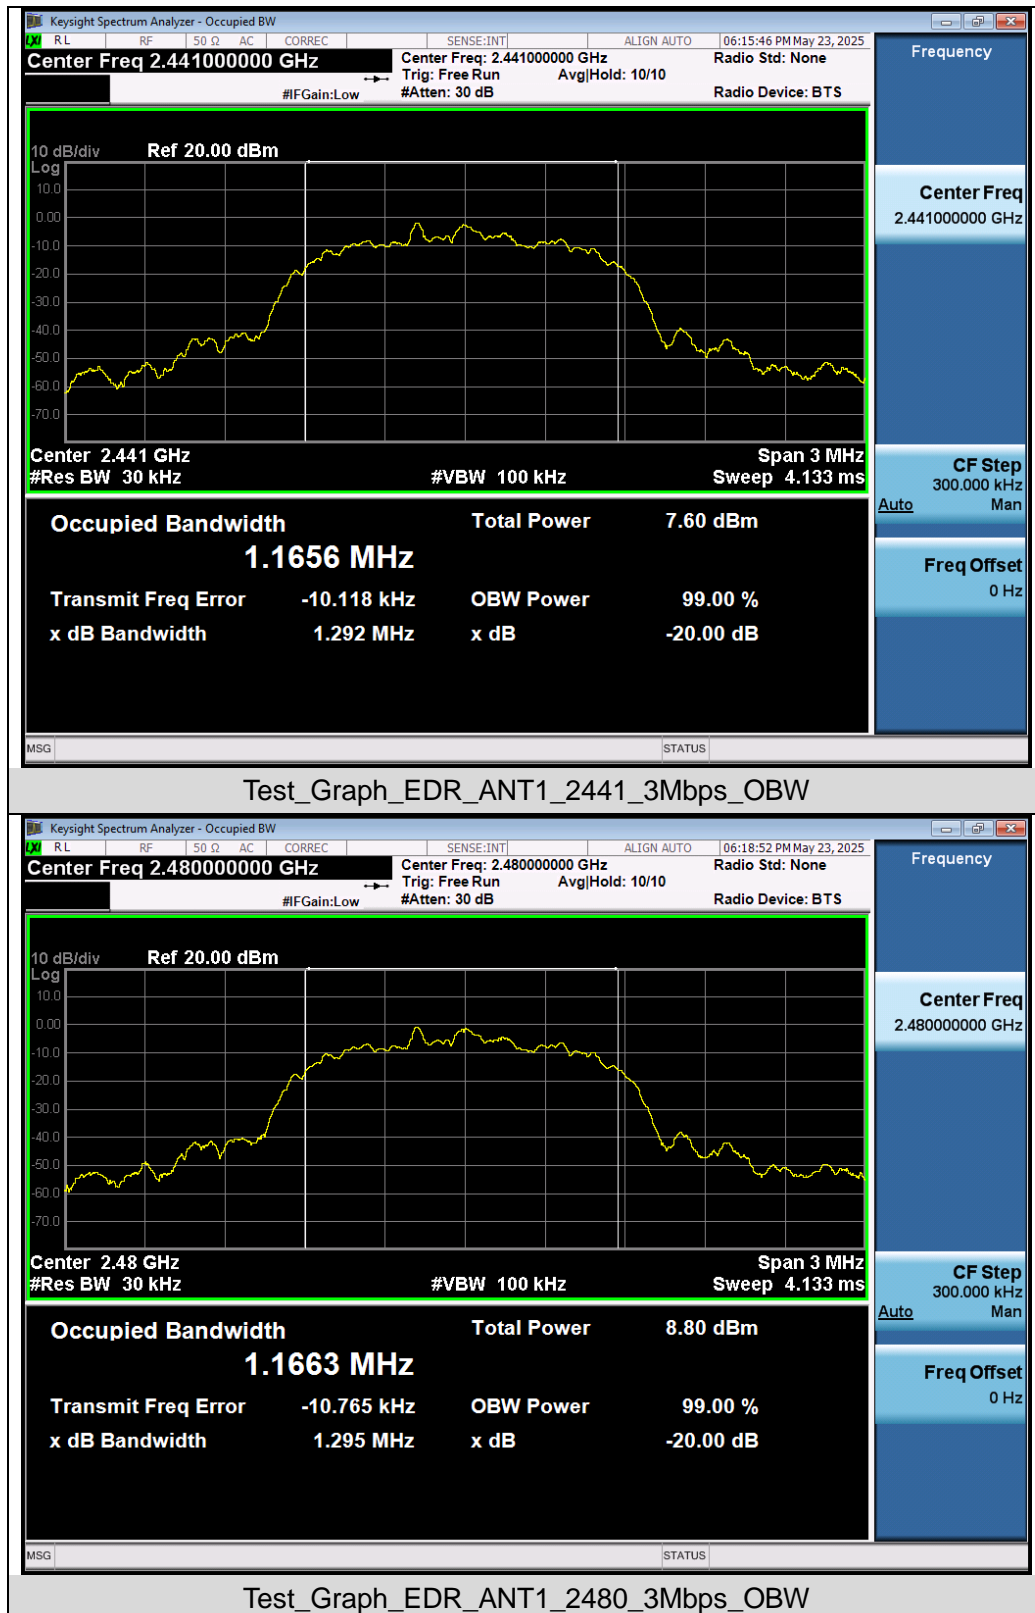 Keysight Spectrum Analyzer - Occupied BW
LXI RL RF 50 Ω AC CORREC SENSE:INT ALIGN AUTO 06:15:46 PM May 23, 2025
Center Freq 2.441000000 GHz Center Freq: 2.441000000 GHz Radio Std: None
Trig: Free Run Avg|Hold: 10/10
#IFGain:Low #Atten: 30 dB Radio Device: BTS
Frequency
10 dB/div Ref 20.00 dBm
Log
10.0
0.00
-10.0
-20.0
-30.0
-40.0
-50.0
-60.0
-70.0
Center 2.441 GHz Span 3 MHz
#Res BW 30 kHz #VBW 100 kHz Sweep 4.133 ms
Center Freq
2.441000000 GHz
CF Step
300.000 kHz
Auto Man
Freq Offset
0 Hz
Occupied Bandwidth Total Power 7.60 dBm
1.1656 MHz
Transmit Freq Error -10.118 kHz OBW Power 99.00 %
x dB Bandwidth 1.292 MHz x dB -20.00 dB
MSG STATUS
Test_Graph_EDR_ANT1_2441_3Mbps_OBW
Keysight Spectrum Analyzer - Occupied BW
LXI RL RF 50 Ω AC CORREC SENSE:INT ALIGN AUTO 06:18:52 PM May 23, 2025
Center Freq 2.480000000 GHz Center Freq: 2.480000000 GHz Radio Std: None
Trig: Free Run Avg|Hold: 10/10
#IFGain:Low #Atten: 30 dB Radio Device: BTS
Frequency
10 dB/div Ref 20.00 dBm
Log
10.0
0.00
-10.0
-20.0
-30.0
-40.0
-50.0
-60.0
-70.0
Center 2.48 GHz Span 3 MHz
#Res BW 30 kHz #VBW 100 kHz Sweep 4.133 ms
Center Freq
2.480000000 GHz
CF Step
300.000 kHz
Auto Man
Freq Offset
0 Hz
Occupied Bandwidth Total Power 8.80 dBm
1.1663 MHz
Transmit Freq Error -10.765 kHz OBW Power 99.00 %
x dB Bandwidth 1.295 MHz x dB -20.00 dB
MSG STATUS
Test_Graph_EDR_ANT1_2480_3Mbps_OBW